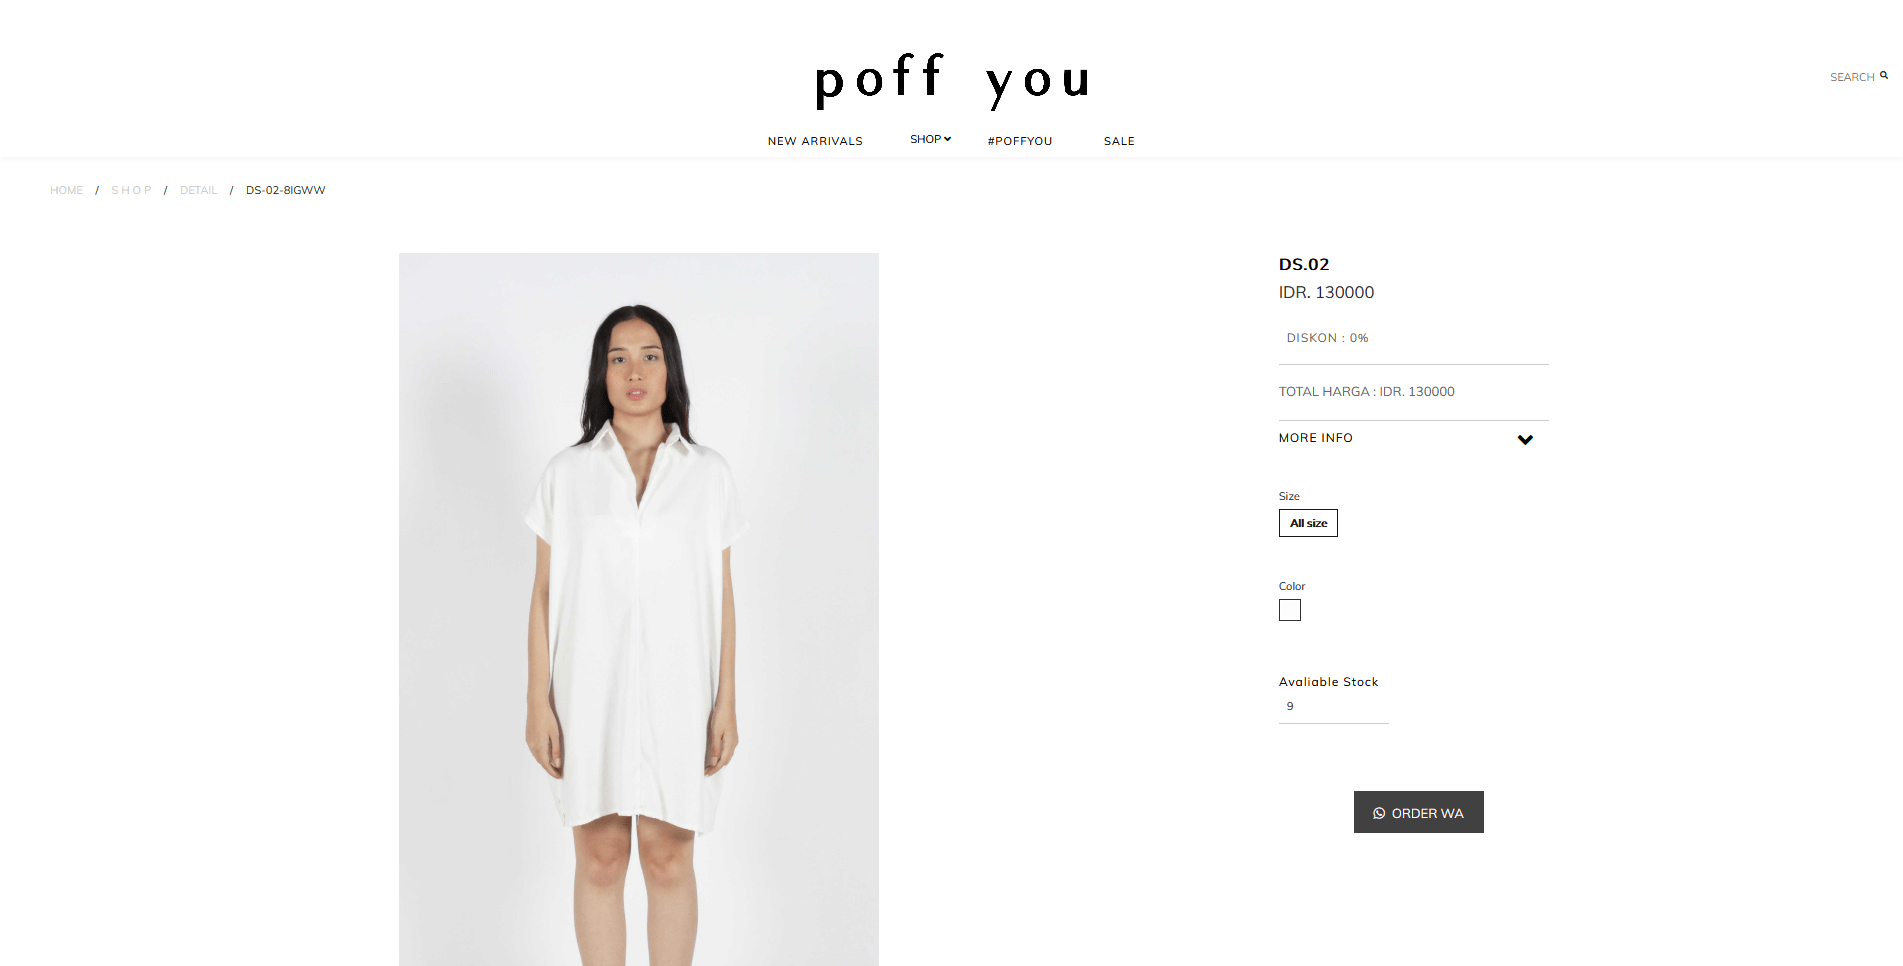 poff you
SEARCH
NEW ARRIVALS SHOP #POFFYOU SALE
HOME / SHOP / DETAIL / DS-02-8IGWW
DS.02
IDR. 130000
DISKON : 0%
TOTAL HARGA : IDR. 130000
MORE INFO
Size
All size
Color
Avaliable Stock
9
ORDER WA